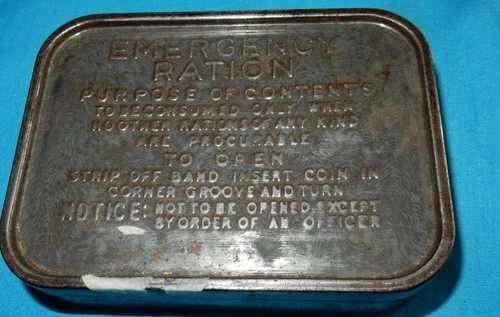 EMERGENCY
RATION
PURPOSE OF CONTENTS
TO BE CONSUMED ONLY WHEN
NO OTHER RATIONS OF ANY KIND
ARE PROCURABLE
TO OPEN
STRIP OFF BAND INSERT COIN IN
CORNER GROOVE AND TURN
NOTICE: NOT TO BE OPENED EXCEPT
BY ORDER OF AN OFFICER